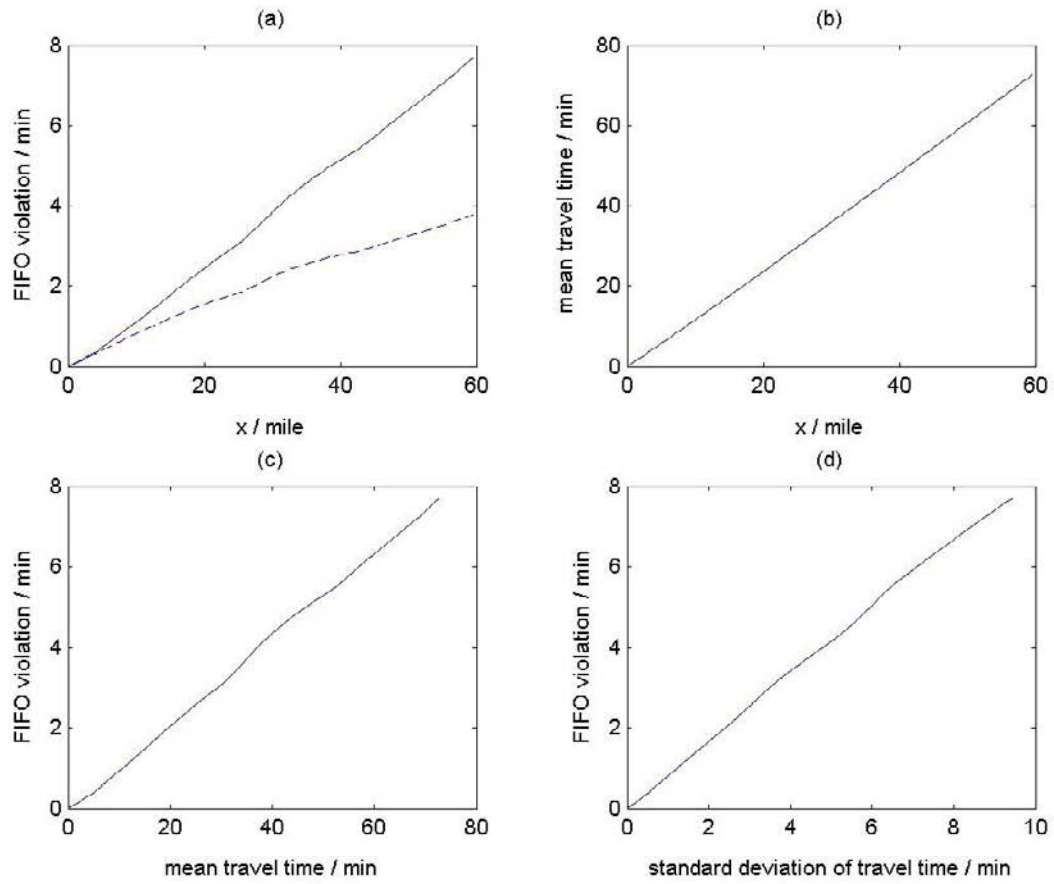 (a)
8
6
4
2
0
FIFO violation / min
0 20 40 60
x / mile
(b)
80
60
40
20
0
mean travel time / min
0 20 40 60
x / mile
(c)
8
6
4
2
0
FIFO violation / min
0 20 40 60 80
mean travel time / min
(d)
8
6
4
2
0
FIFO violation / min
0 2 4 6 8 10
standard deviation of travel time / min